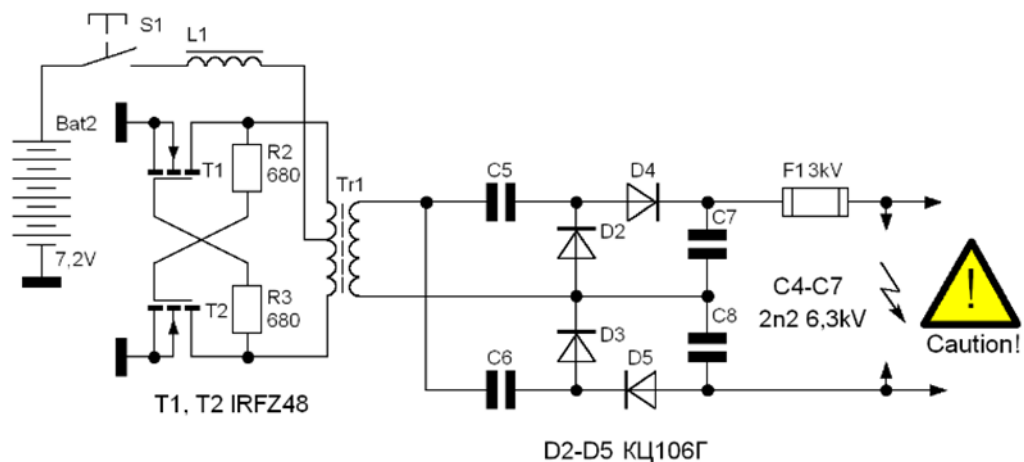 S1
L1
Bat2
T1
R2
680
Tr1
C5
D4
F1 3kV
D2
C7
7,2V
T2
R3
680
D3
C8
C4-C7
2n2 6,3kV
!
Caution!
C6
D5
T1, T2 IRFZ48
D2-D5 КЦ106Г